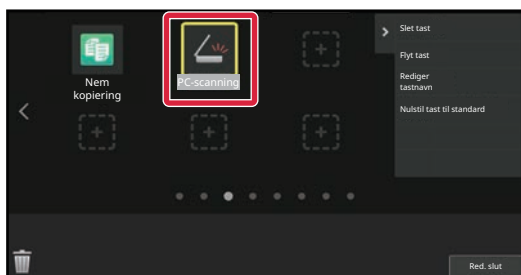 Nem
kopiering
PC-scanning
Slet tast
Flyt tast
Rediger
tastnavn
Nulstil tast til standard
Red. slut